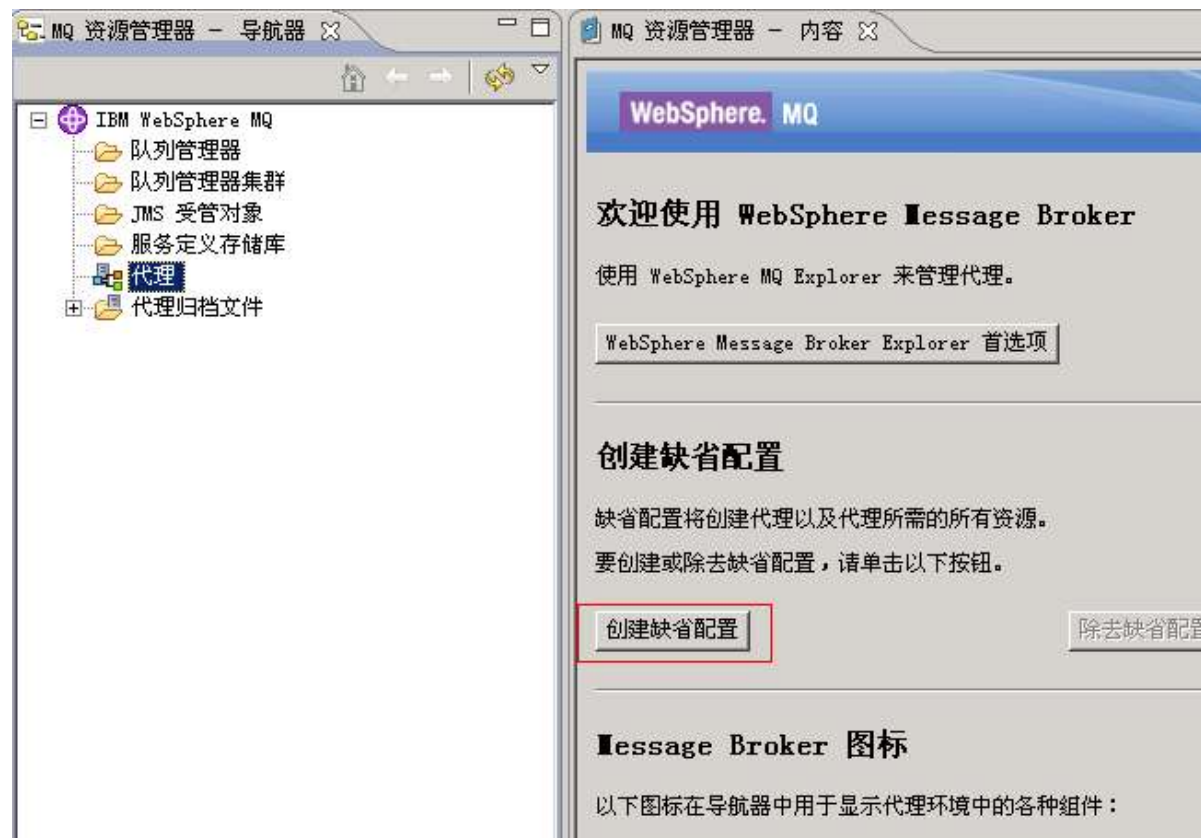 MQ 资源管理器 - 导航器
IBM WebSphere MQ
队列管理器
队列管理器集群
JMS 受管对象
服务定义存储库
代理
代理归档文件
MQ 资源管理器 - 内容
WebSphere. MQ
欢迎使用 WebSphere Message Broker
使用 WebSphere MQ Explorer 来管理代理。
WebSphere Message Broker Explorer 首选项
创建缺省配置
缺省配置将创建代理以及代理所需的所有资源。
要创建或除去缺省配置，请单击以下按钮。
创建缺省配置 除去缺省配置
Message Broker 图标
以下图标在导航器中用于显示代理环境中的各种组件：